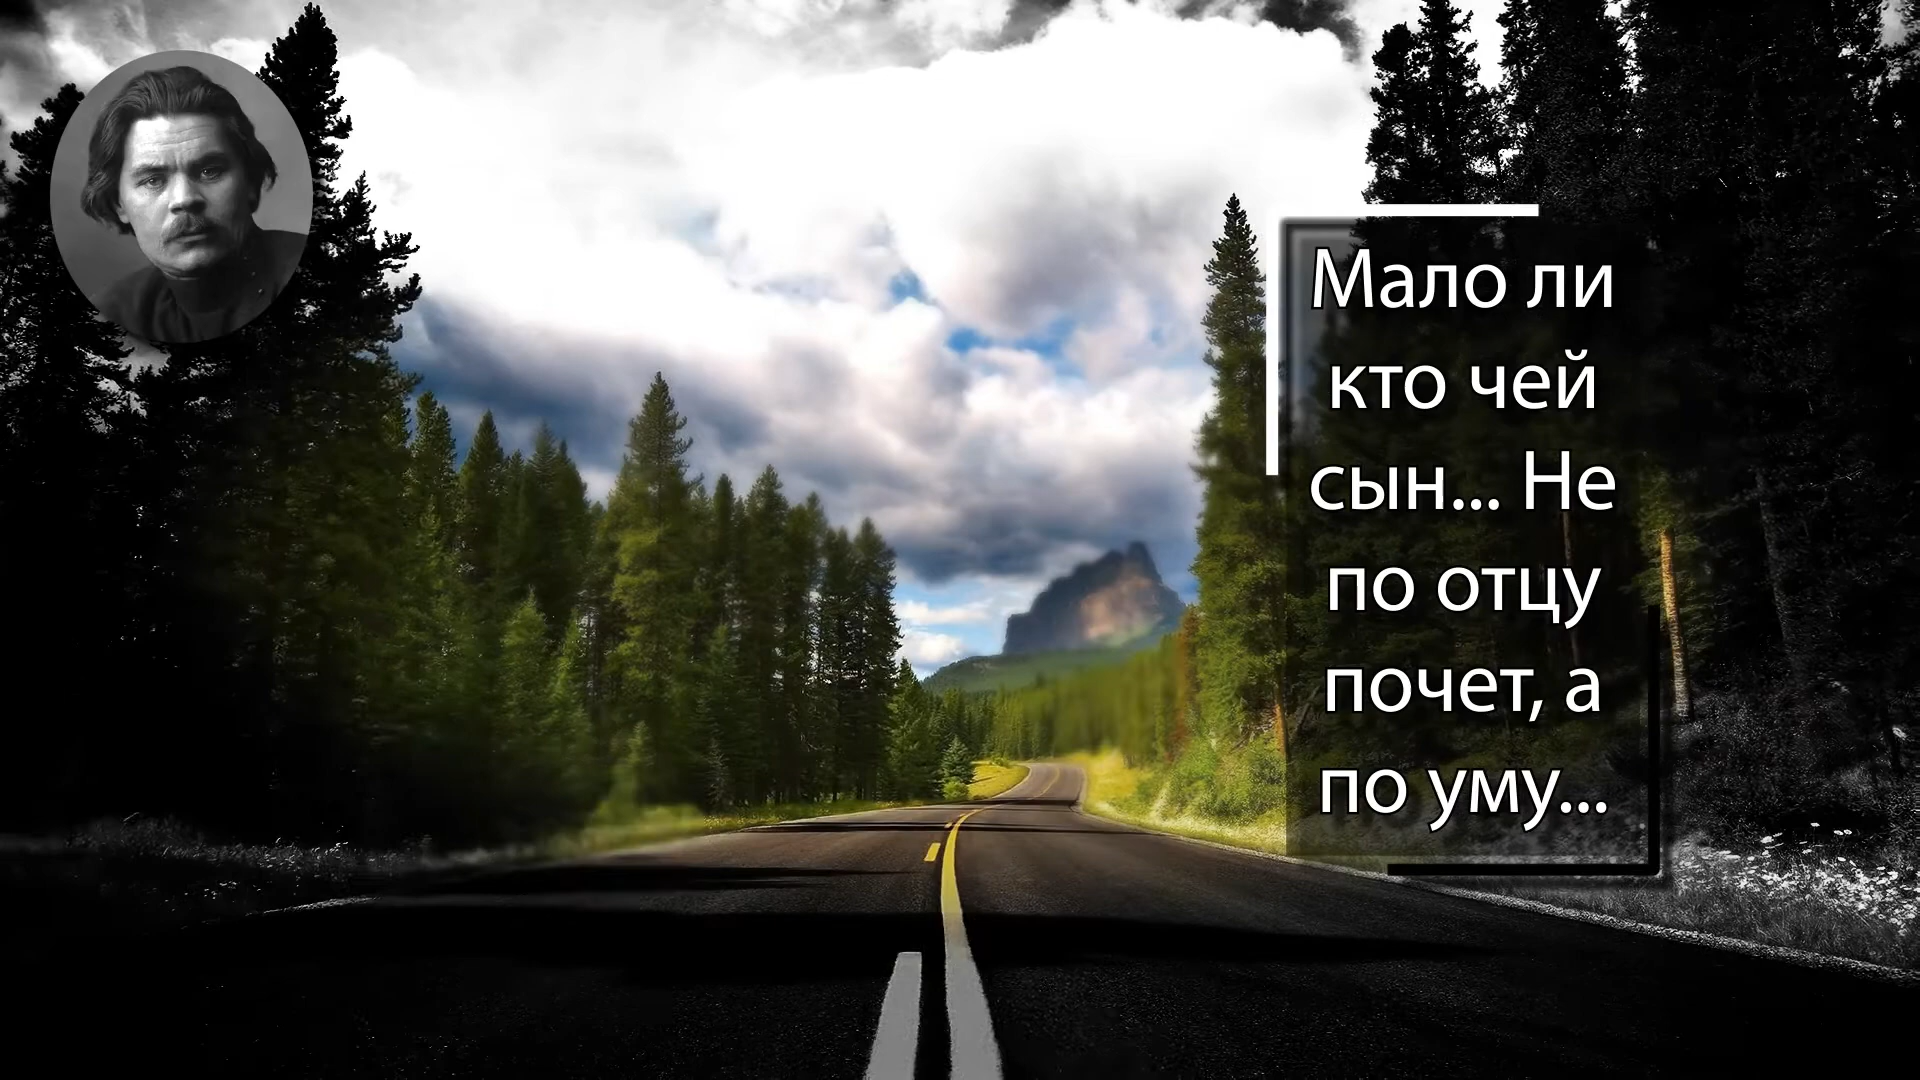 Мало ли
кто чей
сын... Не
по отцу
почет, а
по уму...